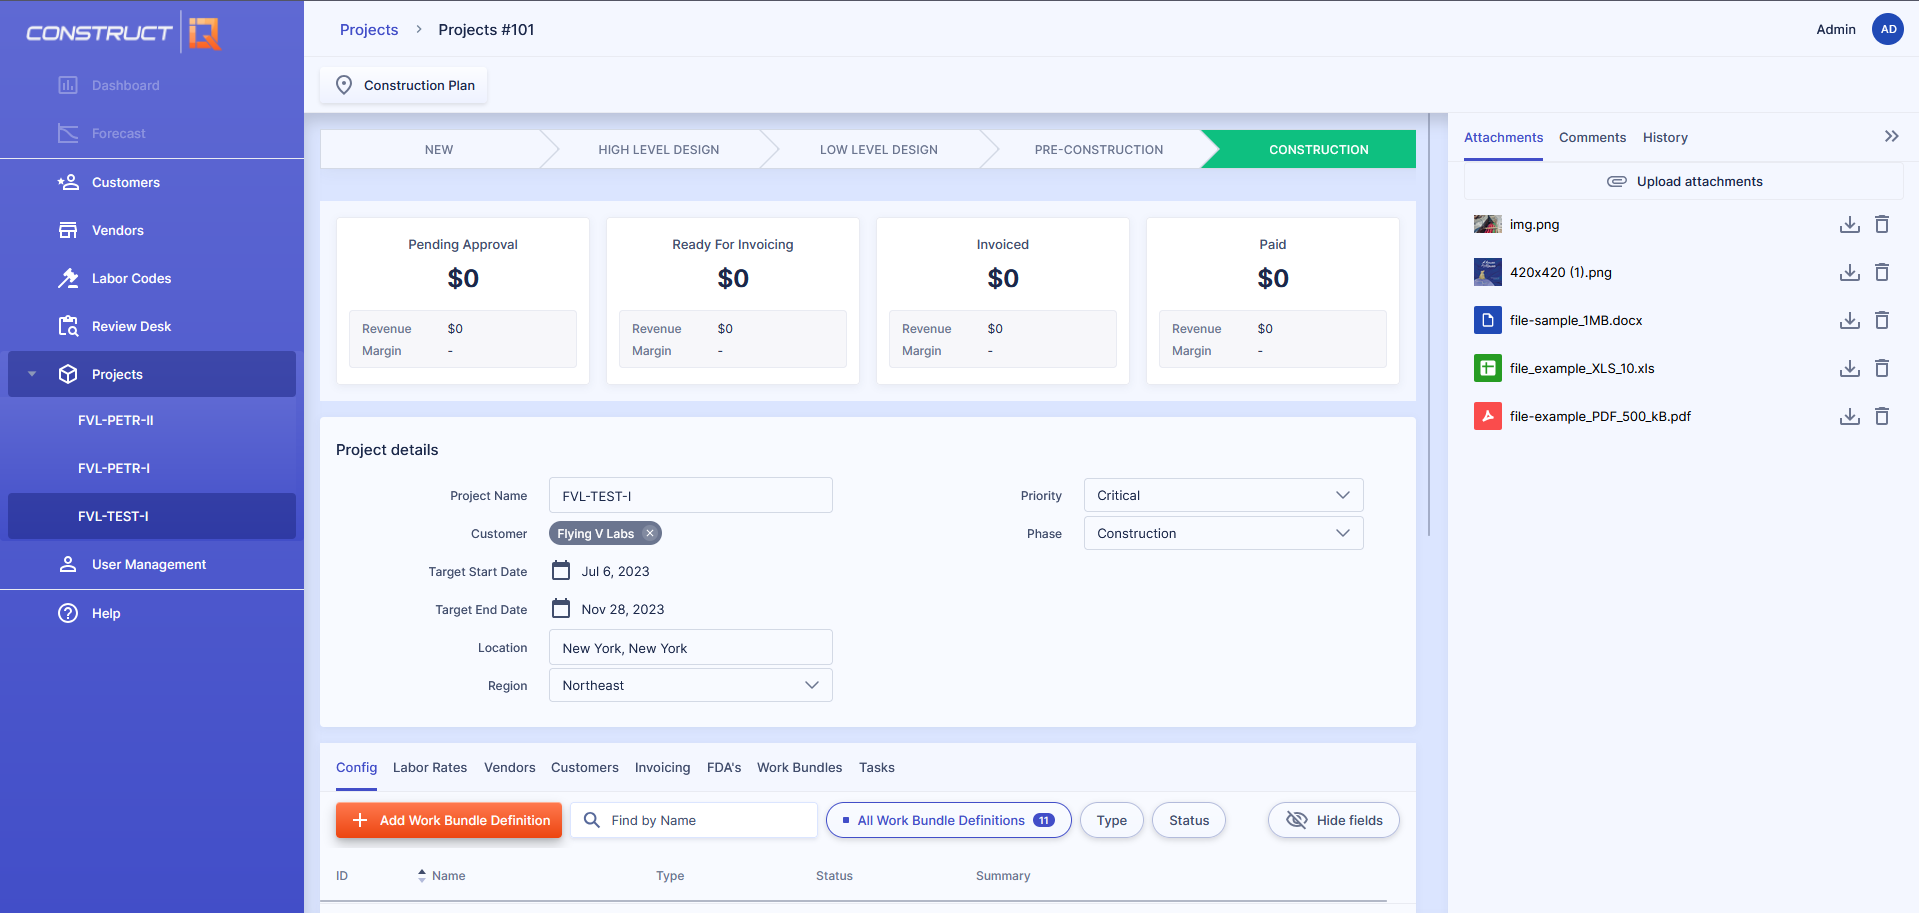 CONSTRUCT IQ
Dashboard
Forecast
Customers
Vendors
Labor Codes
Review Desk
Projects
FVL-PETR-II
FVL-PETR-I
FVL-TEST-I
User Management
Help
Projects > Projects #101
Admin AD
Construction Plan
NEW HIGH LEVEL DESIGN LOW LEVEL DESIGN PRE-CONSTRUCTION CONSTRUCTION
Pending Approval
$0
Revenue $0
Margin -
Ready For Invoicing
$0
Revenue $0
Margin -
Invoiced
$0
Revenue $0
Margin -
Paid
$0
Revenue $0
Margin -
Project details
Project Name FVL-TEST-I
Customer Flying V Labs
Target Start Date Jul 6, 2023
Target End Date Nov 28, 2023
Location New York, New York
Region Northeast
Priority Critical
Phase Construction
Config Labor Rates Vendors Customers Invoicing FDA's Work Bundles Tasks
Add Work Bundle Definition Find by Name All Work Bundle Definitions 11 Type Status Hide fields
ID Name Type Status Summary
Attachments Comments History
Upload attachments
img.png
420x420 (1).png
file-sample_1MB.docx
file_example_XLS_10.xls
file-example_PDF_500_kB.pdf